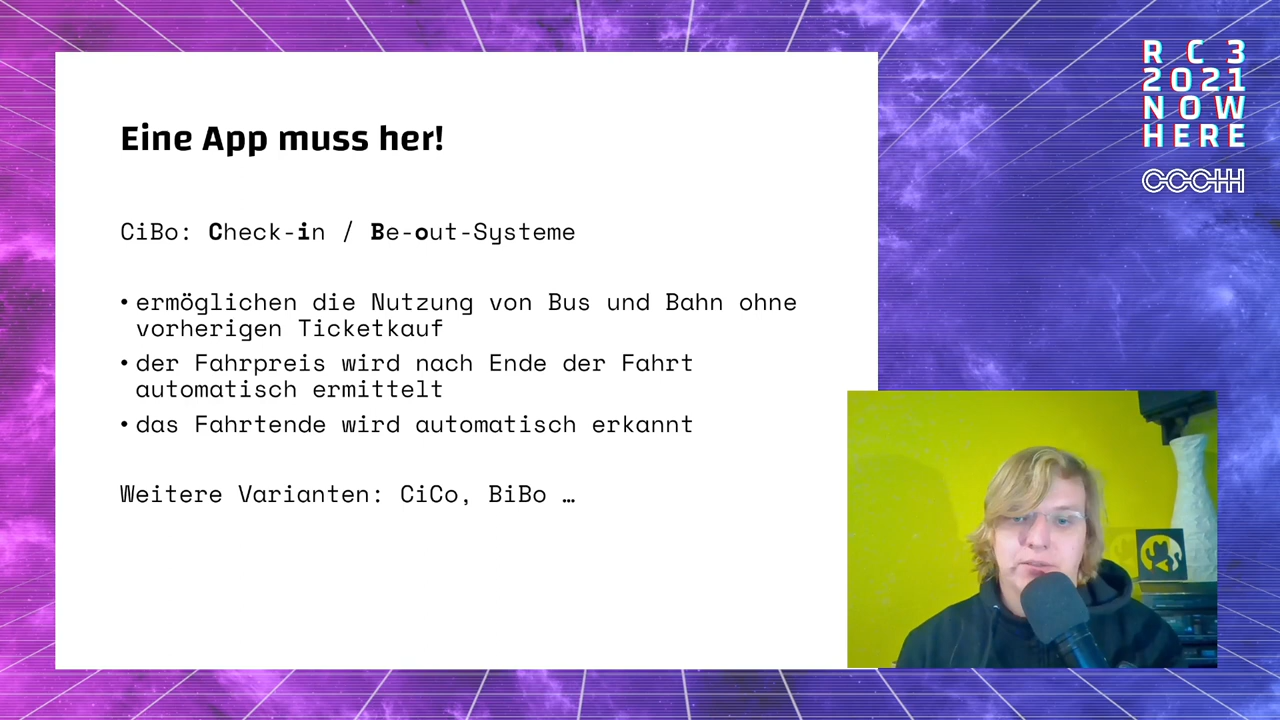 Eine App muss her!
CiBo: Check-in / Be-out-Systeme
• ermöglichen die Nutzung von Bus und Bahn ohne
vorherigen Ticketkauf
• der Fahrpreis wird nach Ende der Fahrt
automatisch ermittelt
• das Fahrtende wird automatisch erkannt
Weitere Varianten: CiCo, BiBo …
R C 3
2021
NOW
HERE
CCCHH